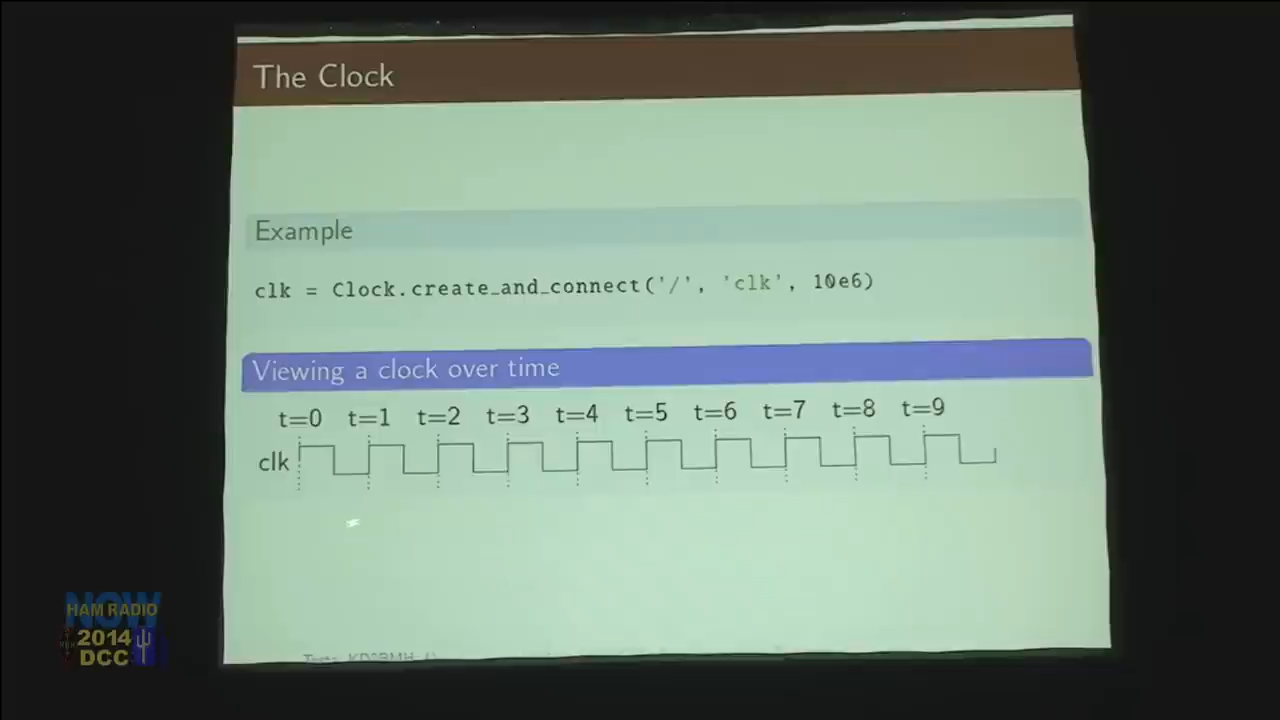 The Clock
Example
clk = Clock.create_and_connect('/', 'clk', 10e6)
Viewing a clock over time
t=0 t=1 t=2 t=3 t=4 t=5 t=6 t=7 t=8 t=9
clk
NOW
HAM RADIO
2014
DCC